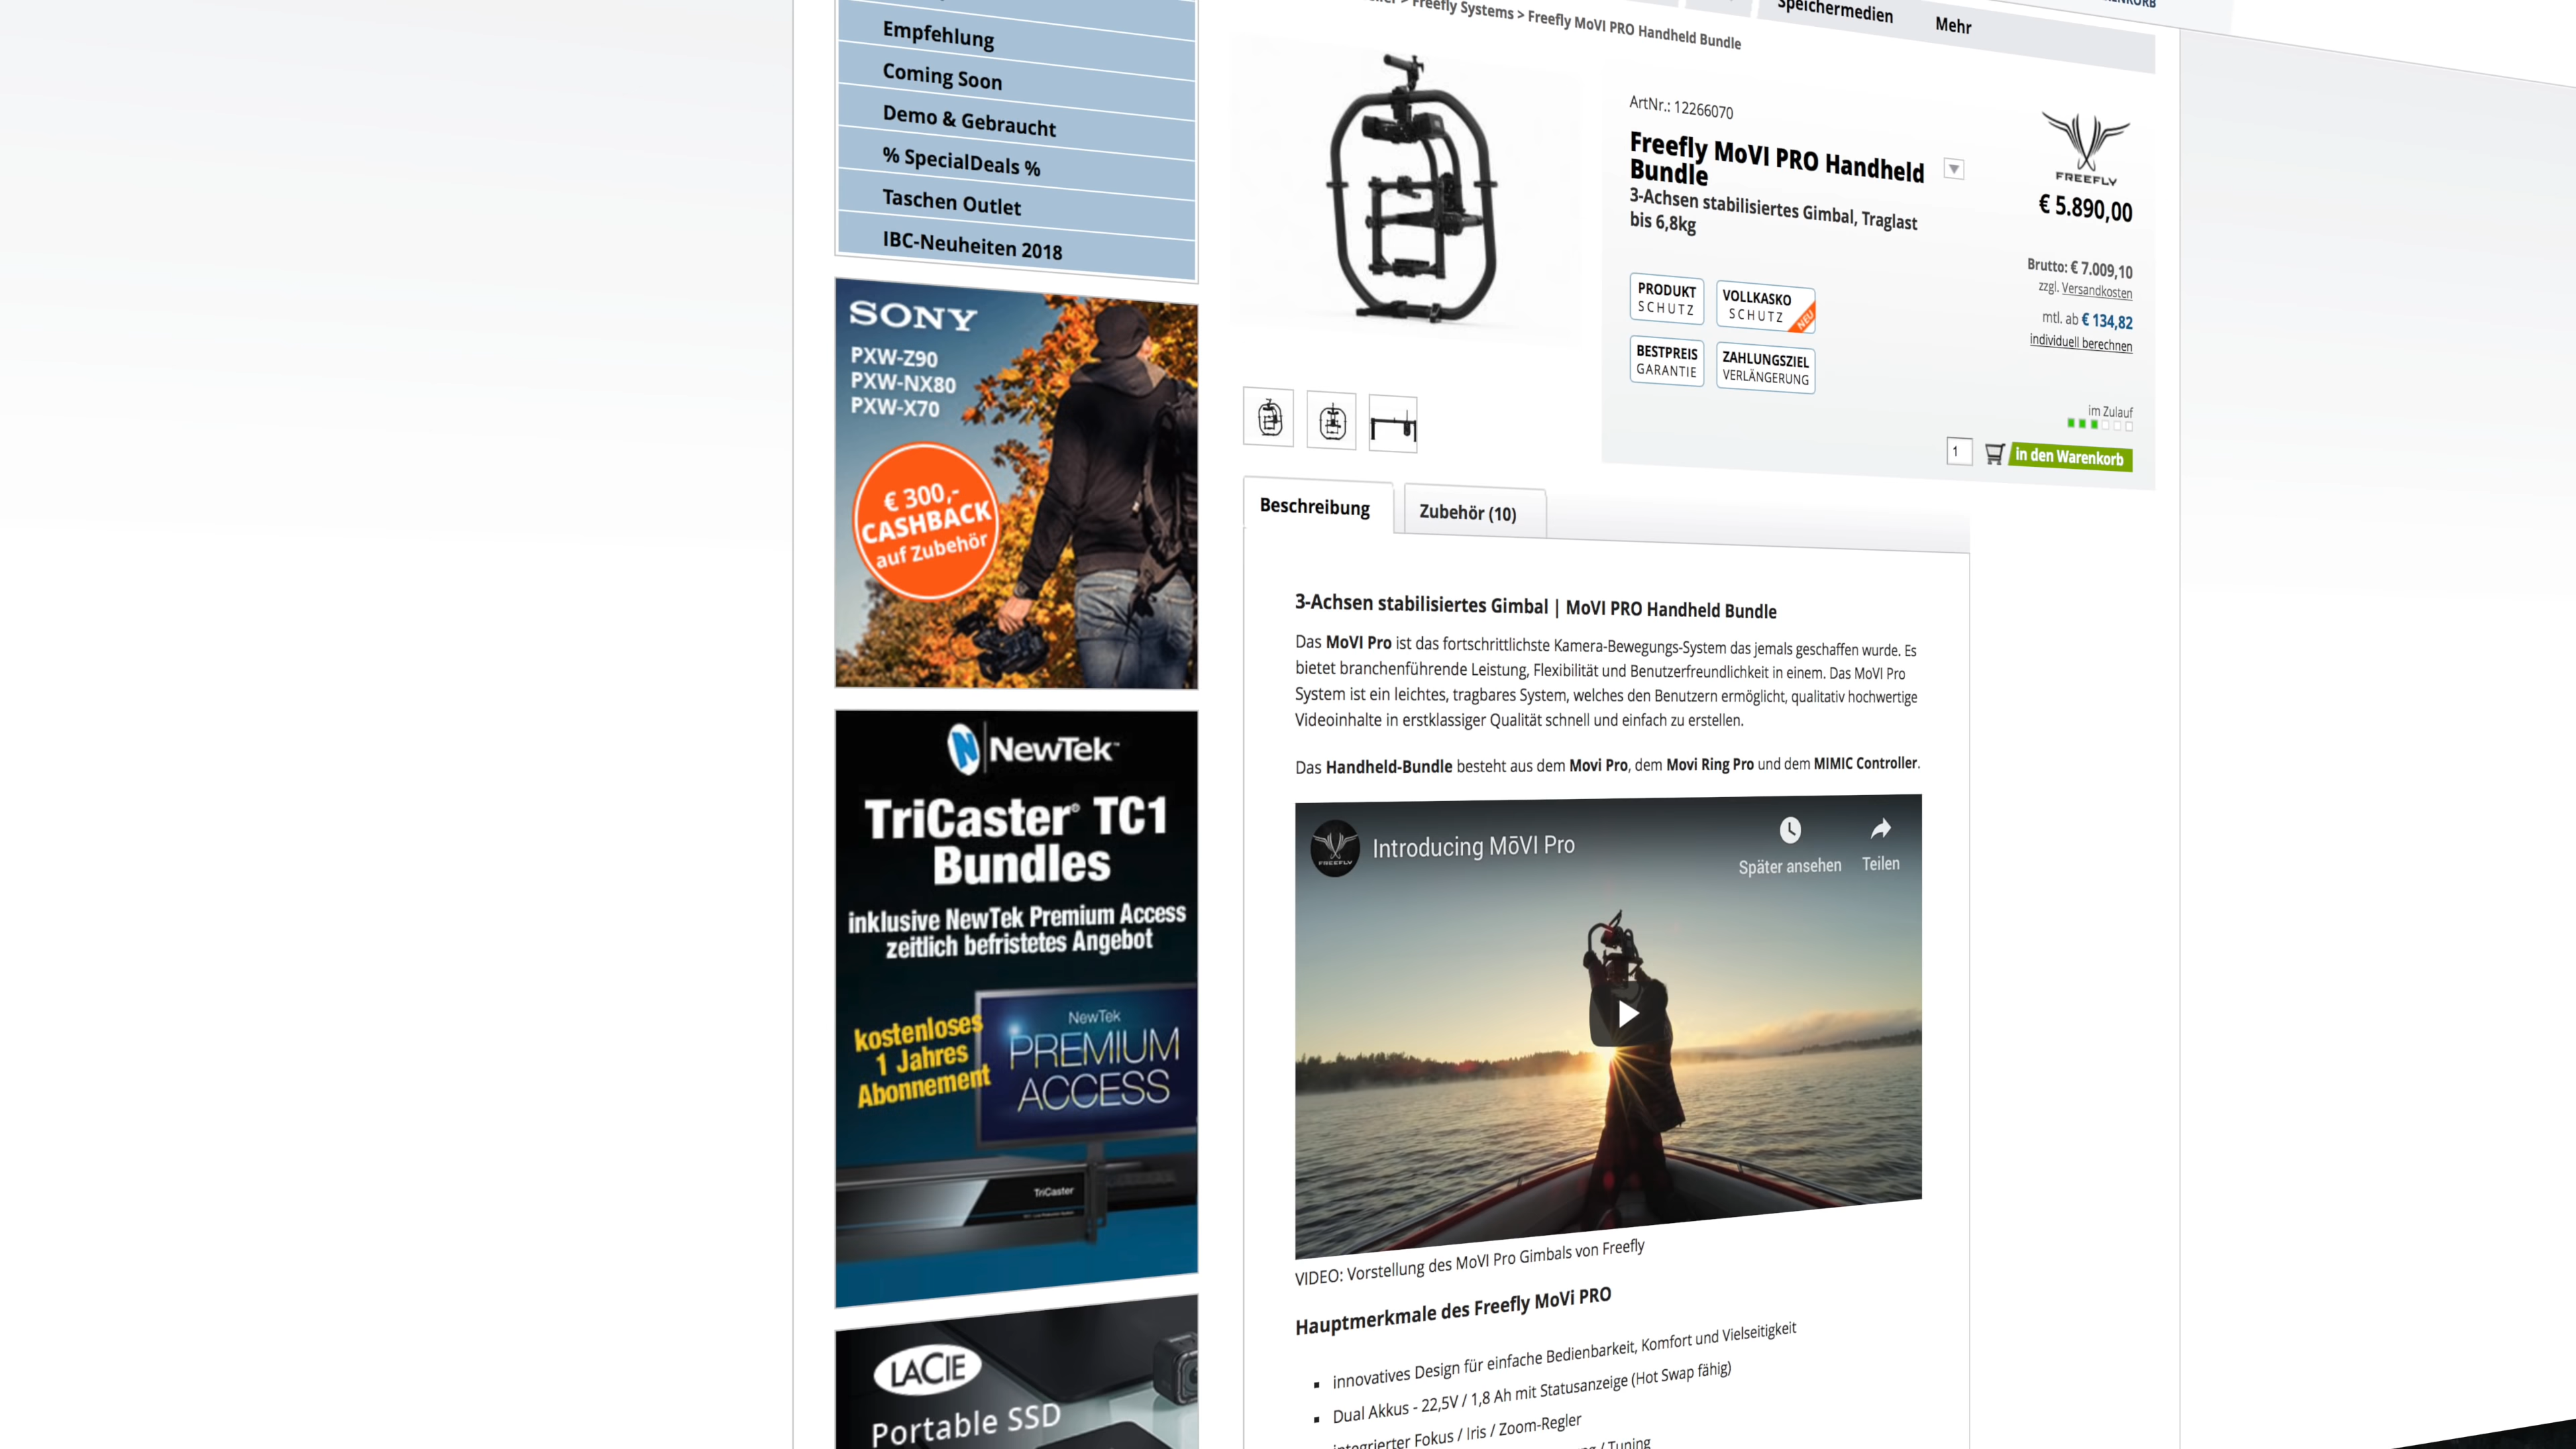 Empfehlung
Coming Soon
Demo & Gebraucht
% SpecialDeals %
Taschen Outlet
IBC-Neuheiten 2018
SONY
PXW-Z90
PXW-NX80
PXW-X70
€ 300,-
CASHBACK
auf Zubehör
NewTek™
TriCaster® TC1
Bundles
inklusive NewTek Premium Access
zeitlich befristetes Angebot
kostenloses
1 Jahres
Abonnement
NewTek
PREMIUM
ACCESS
TriCaster
LACIE
Portable SSD
Speichermedien
Mehr
> Freefly Systems > Freefly MoVI PRO Handheld Bundle
ArtNr.: 12266070
Freefly MoVI PRO Handheld
Bundle
3-Achsen stabilisiertes Gimbal, Traglast
bis 6,8kg
PRODUKT
SCHUTZ
VOLLKASKO
SCHUTZ
NEU
BESTPREIS
GARANTIE
ZAHLUNGSZIEL
VERLÄNGERUNG
FREEFLY
€ 5.890,00
Brutto: € 7.009,10
zzgl. Versandkosten
mtl. ab € 134,82
individuell berechnen
im Zulauf
1
in den Warenkorb
Beschreibung
Zubehör (10)
3-Achsen stabilisiertes Gimbal | MoVI PRO Handheld Bundle
Das MoVI Pro ist das fortschrittlichste Kamera-Bewegungs-System das jemals geschaffen wurde. Es
bietet branchenführende Leistung, Flexibilität und Benutzerfreundlichkeit in einem. Das MoVI Pro
System ist ein leichtes, tragbares System, welches den Benutzern ermöglicht, qualitativ hochwertige
Videoinhalte in erstklassiger Qualität schnell und einfach zu erstellen.
Das Handheld-Bundle besteht aus dem Movi Pro, dem Movi Ring Pro und dem MIMIC Controller.
FREEFLY
Introducing MōVI Pro
Später ansehen
Teilen
VIDEO: Vorstellung des MoVI Pro Gimbals von Freefly
Hauptmerkmale des Freefly MoVi PRO
▪ innovatives Design für einfache Bedienbarkeit, Komfort und Vielseitigkeit
▪ Dual Akku - 22,5V / 1,8 Ah mit Statusanzeige (Hot Swap fähig)
integrierter Fokus / Iris / Zoom-Regler
/ Tuning